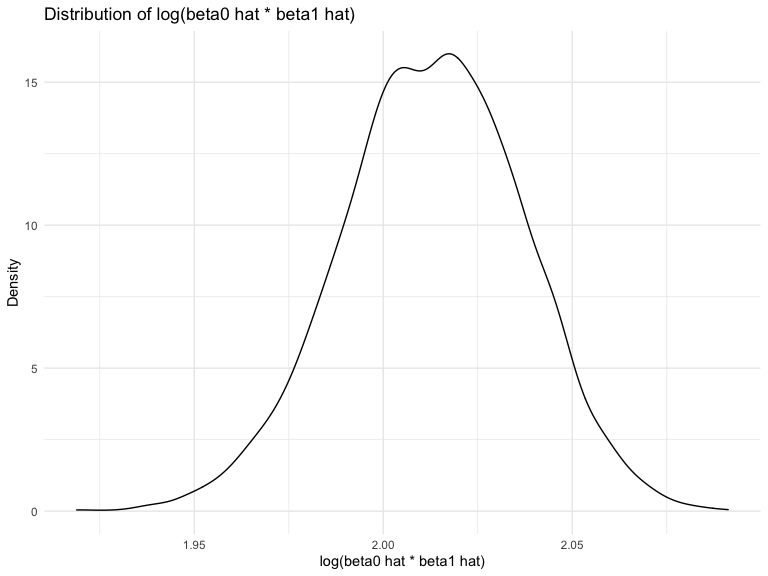 Distribution of log(beta0 hat * beta1 hat)
15
10
5
0
Density
1.95
2.00
2.05
log(beta0 hat * beta1 hat)